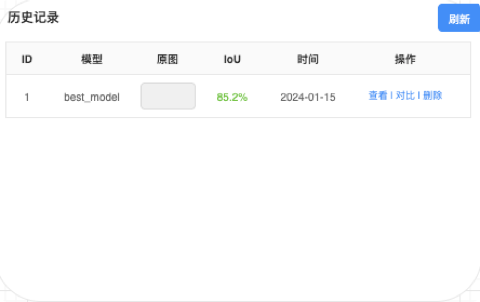 历史记录 刷新
ID 模型 原图 IoU 时间 操作
1 best_model 85.2% 2024-01-15 查看 | 对比 | 删除